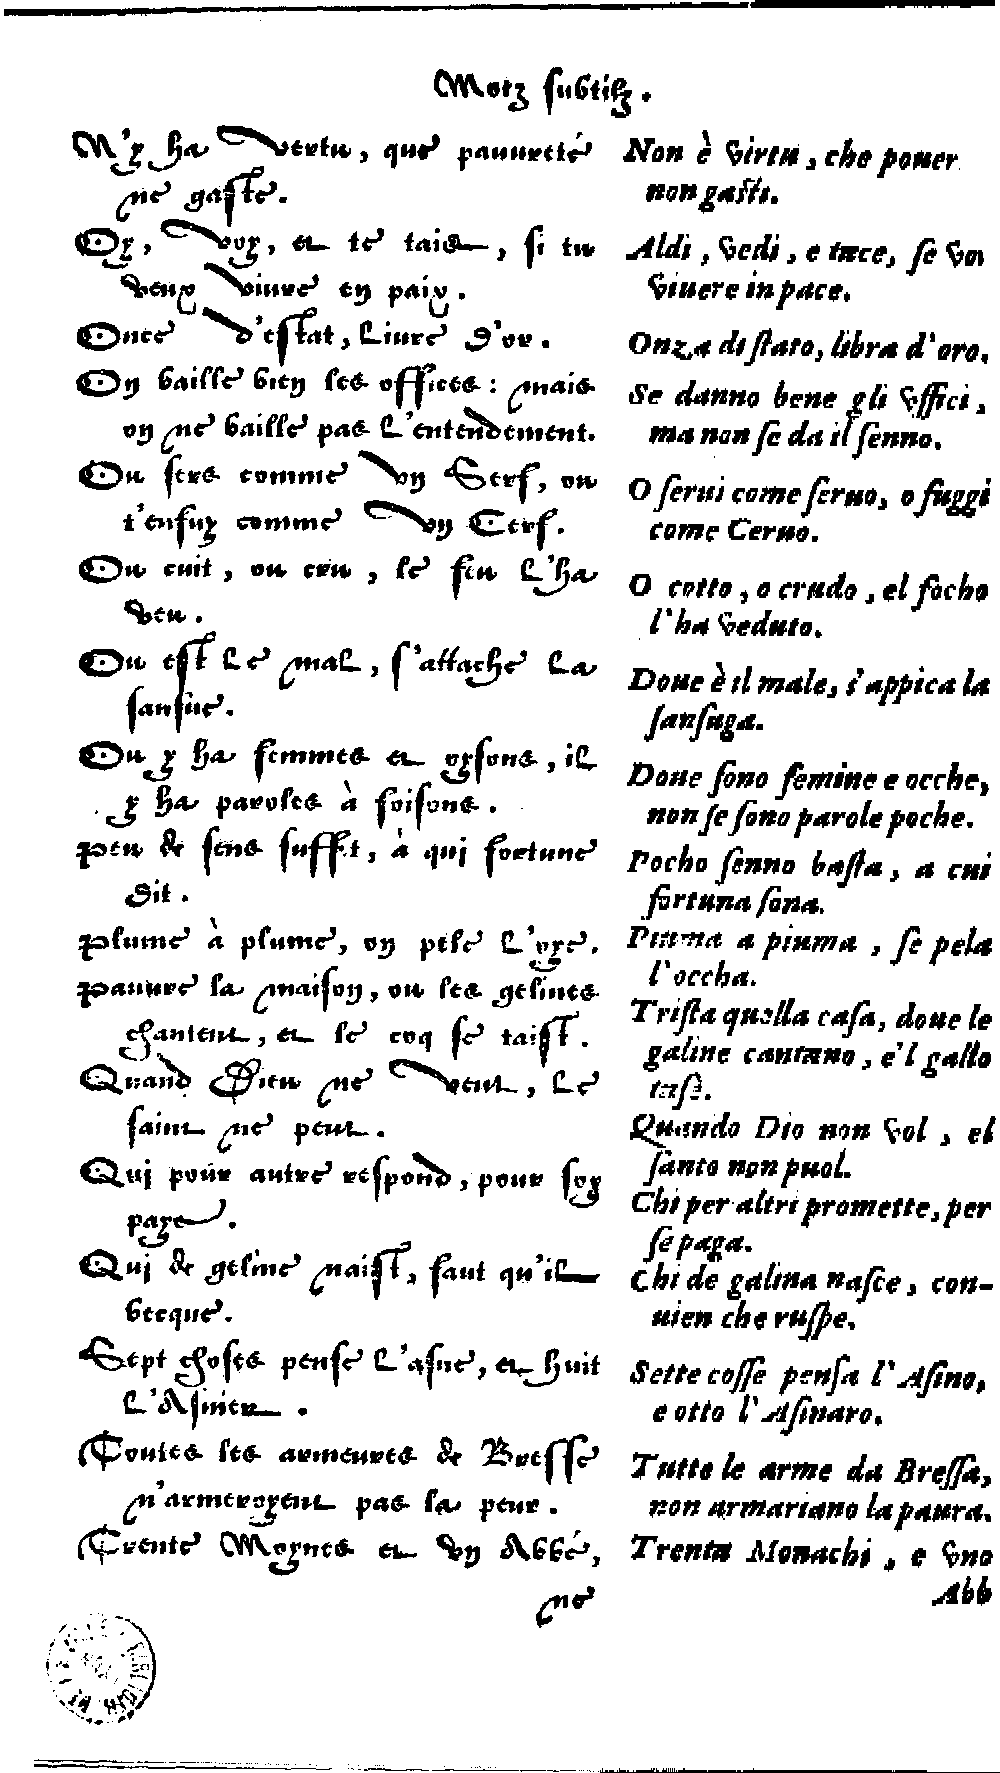 Motz subtilz.
N'y ha vertu, que pauureté
ne gaste.
Oy, voy, et te tais, si tu
veux viure en paix.
Once d'estat, liure d'or.
On baille bien les offices : mais
on ne baille pas l'entendement.
Ou sers comme vn Serf, ou
t'enfuy comme vn Cerf.
Ou cuit, ou cru, le feu l'ha
veu.
Ou est le mal, s'attache la
sansue.
Ou y ha femmes et oysons, il
y ha paroles à foisons.
Peu de sens suffit, à qui fortune
dit.
Plume à plume, on pele l'oye.
Pauure la maison, ou les gelines
chantent, et le coq se taist.
Quand Dieu ne veut, le
saint ne peut.
Qui pour autre respond, pour soy
paye.
Qui de geline naist, faut qu'il
becque.
Sept choses pense l'asne, et huit
l'Asnier.
Toutes les armeures de Bresse
n'armeroyent pas la peur.
Trente Moynes et vn Abbé,
ne
Non è virtu, che pouer
non gasti.
Aldi, vedi, e tace, se voi
viuere in pace.
Onza di stato, libra d'oro.
Se danno bene gli vffici,
ma non se da il senno.
O serui come seruo, o fuggi
come Ceruo.
O cotto, o crudo, el focho
l'ha veduto.
Doue è il male, s'appica la
sansuga.
Doue sono femine e ocche,
non se sono parole poche.
Pocho senno basta, a cui
fortuna sona.
Piuma a piuma, se pela
l'occha.
Trista quella casa, doue le
galine cantano, e'l gallo
tase.
Quando Dio non vol, el
santo non puol.
Chi per altri promette, per
se paga.
Chi de galina nasce, con-
uien che ruspe.
Sette cosse pensa l'Asino,
e otto l'Asinaro.
Tutte le arme da Bressa,
non armariano la paura.
Trenta Monachi, e vno
Abb